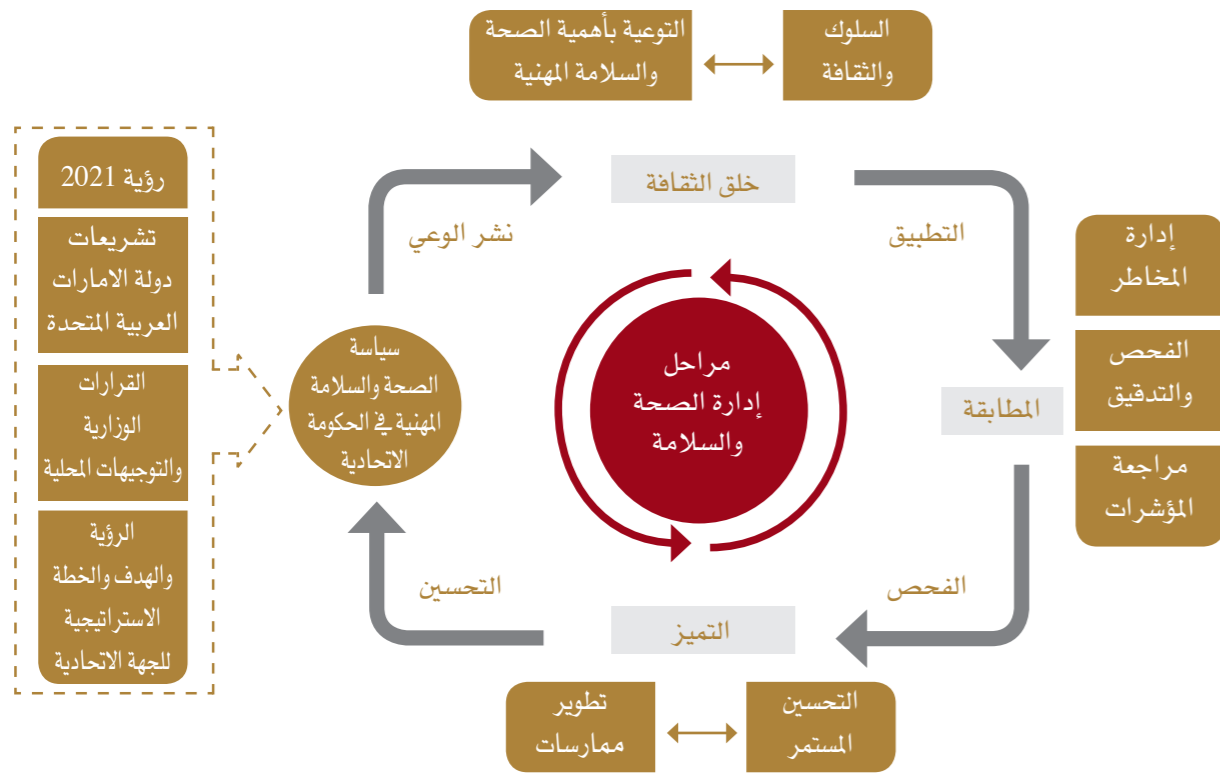 السلوك
والثقافة
التوعية بأهمية الصحة
والسلامة المهنية
خلق الثقافة
نشر الوعي
التطبيق
رؤية 2021
تشريعات
دولة الامارات
العربية المتحدة
القرارات
الوزارية
والتوجيهات المحلية
الرؤية
والهدف والخطة
الاستراتيجية
للجهة الاتحادية
سياسة
الصحة والسلامة
المهنية في الحكومة
الاتحادية
مراحل
إدارة الصحة
والسلامة
المطابقة
إدارة
المخاطر
الفحص
والتدقيق
مراجعة
المؤشرات
الفحص
التحسين
التميز
التحسين
المستمر
تطوير
ممارسات